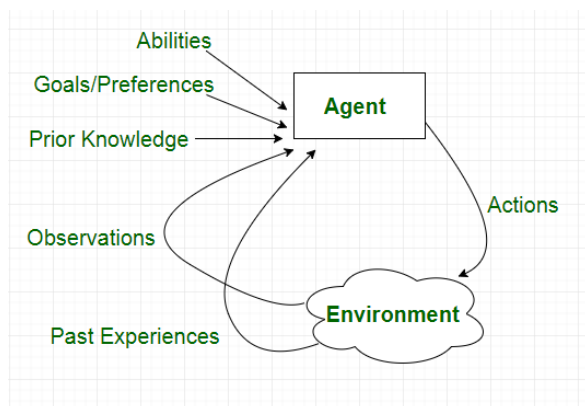 Abilities
Goals/Preferences
Agent
Prior Knowledge
Actions
Observations
Environment
Past Experiences